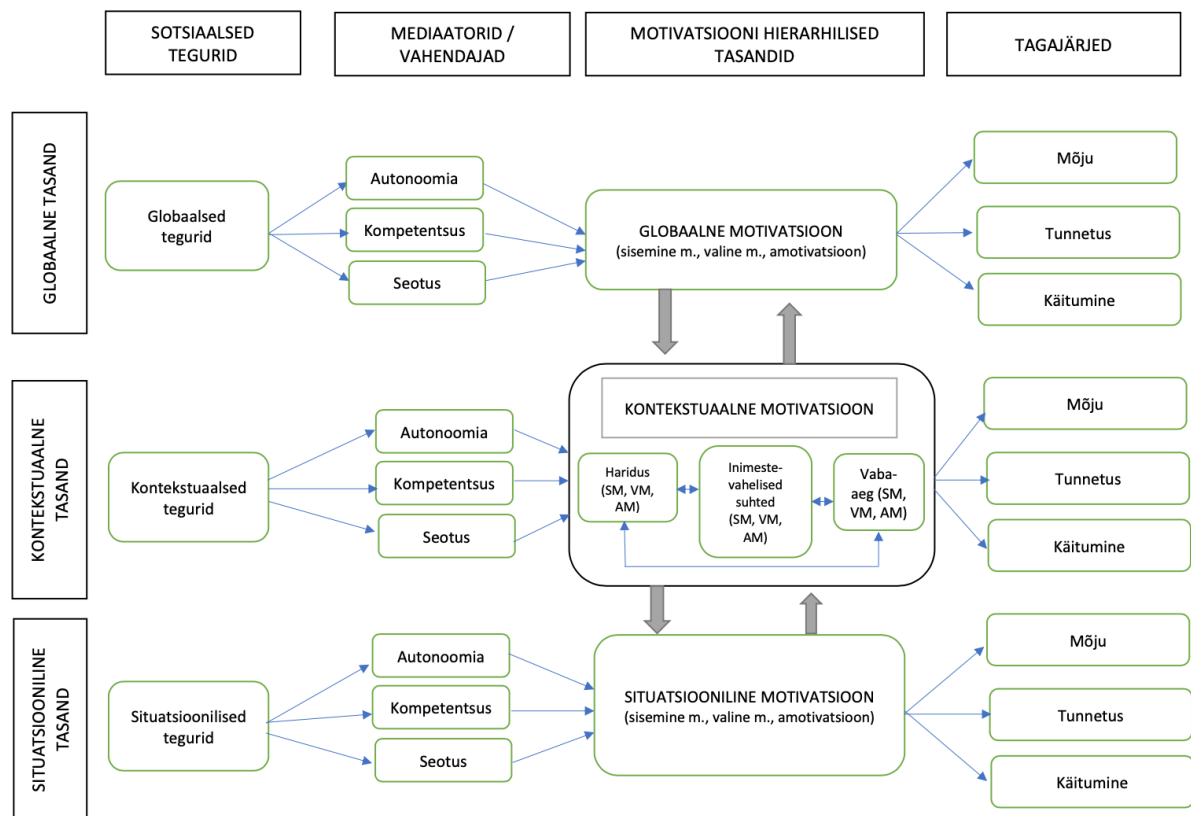 SOTSIAALSED
TEGURID
MEDIAATORID /
VAHENDAJAD
MOTIVATSIOONI HIERARHILISED
TASANDID
TAGAJÄRJED
GLOBAALNE TASAND
Globaalsed
tegurid
Autonoomia
Kompetentsus
Seotus
GLOBAALNE MOTIVATSIOON
(sisemine m., valine m., amotivatsioon)
Mõju
Tunnetus
Käitumine
KONTEKSTUAALNE
TASAND
Kontekstuaalsed
tegurid
Autonoomia
Kompetentsus
Seotus
KONTEKSTUAALNE MOTIVATSIOON
Haridus
(SM, VM,
AM)
Inimeste-
vahelised
suhted
(SM, VM,
AM)
Vaba-
aeg (SM,
VM, AM)
Mõju
Tunnetus
Käitumine
SITUATSIOONILINE
TASAND
Situatsioonilised
tegurid
Autonoomia
Kompetentsus
Seotus
SITUATSIOONILINE MOTIVATSIOON
(sisemine m., valine m., amotivatsioon)
Mõju
Tunnetus
Käitumine